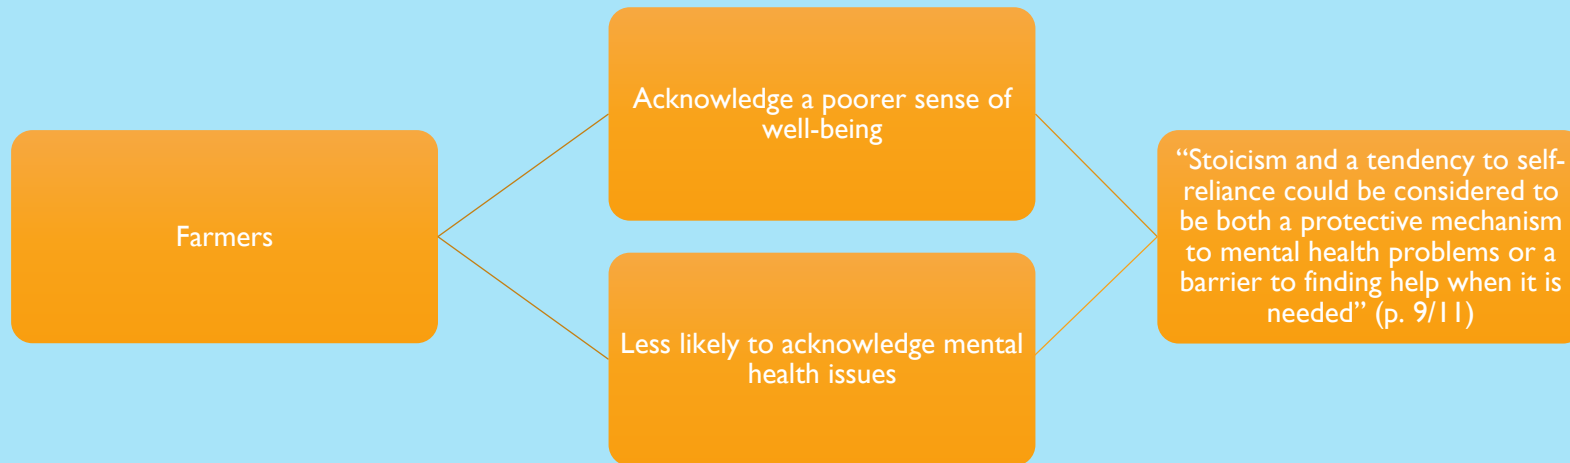 Farmers
Acknowledge a poorer sense of
well-being
Less likely to acknowledge mental
health issues
“Stoicism and a tendency to self-
reliance could be considered to
be both a protective mechanism
to mental health problems or a
barrier to finding help when it is
needed” (p. 9/11)